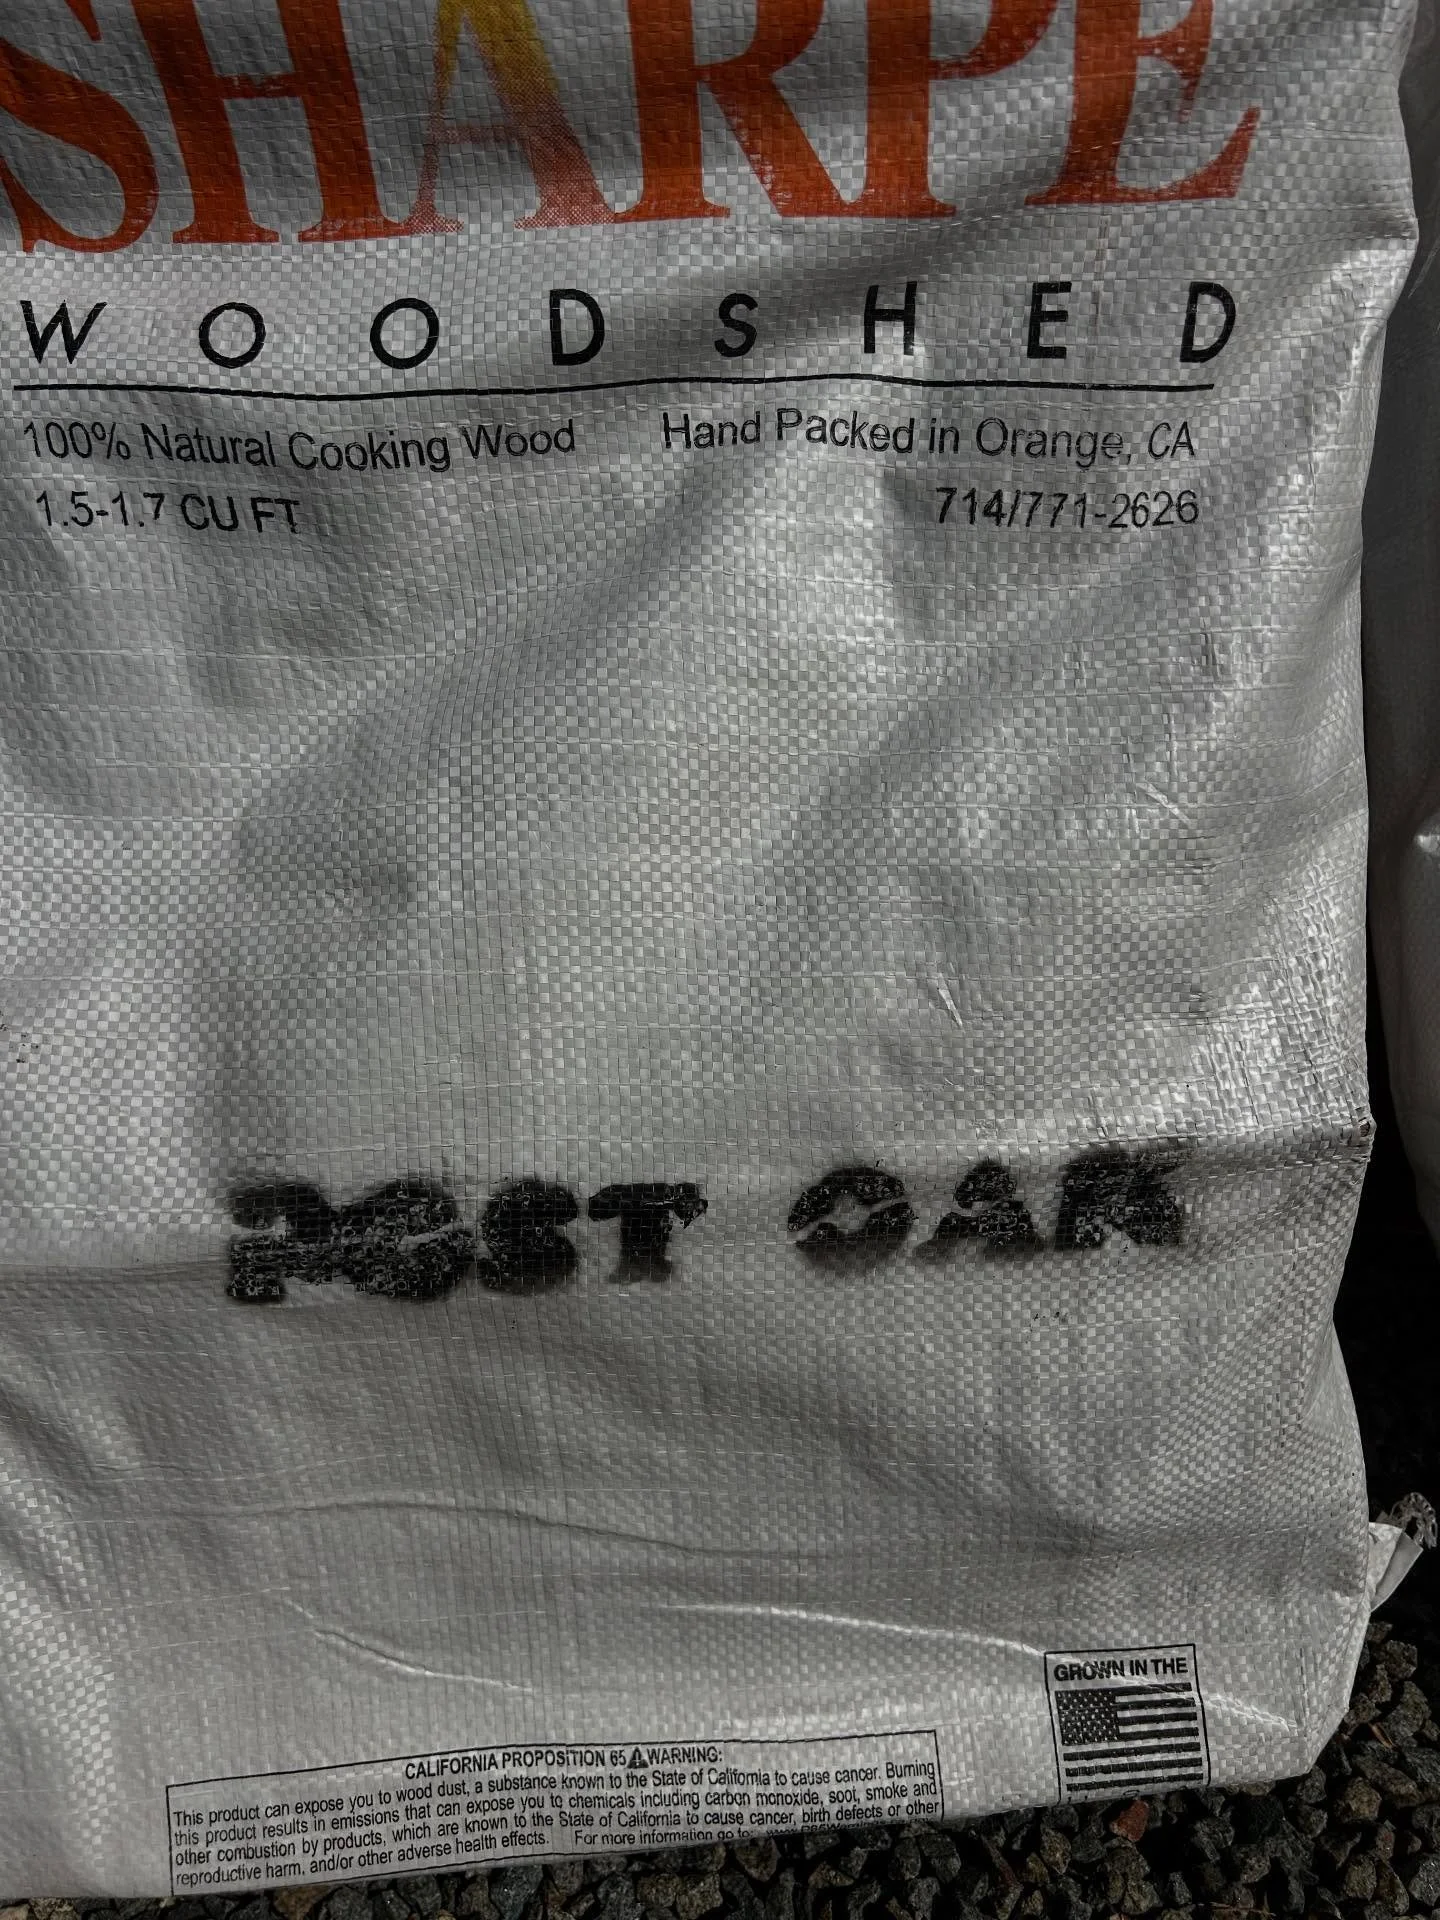 SHARPE
WOODSHED
100% Natural Cooking Wood Hand Packed in Orange, CA
1.5-1.7 CU FT 714/771-2626
POST OAK
GROWN IN THE
CALIFORNIA PROPOSITION 65 ⚠ WARNING:
This product can expose you to wood dust, a substance known to the State of California to cause cancer. Burning
this product results in emissions that can expose you to chemicals including carbon monoxide, soot, smoke and
other combustion by products, which are known to the State of California to cause cancer, birth defects or other
reproductive harm, and/or other adverse health effects. For more information go to: